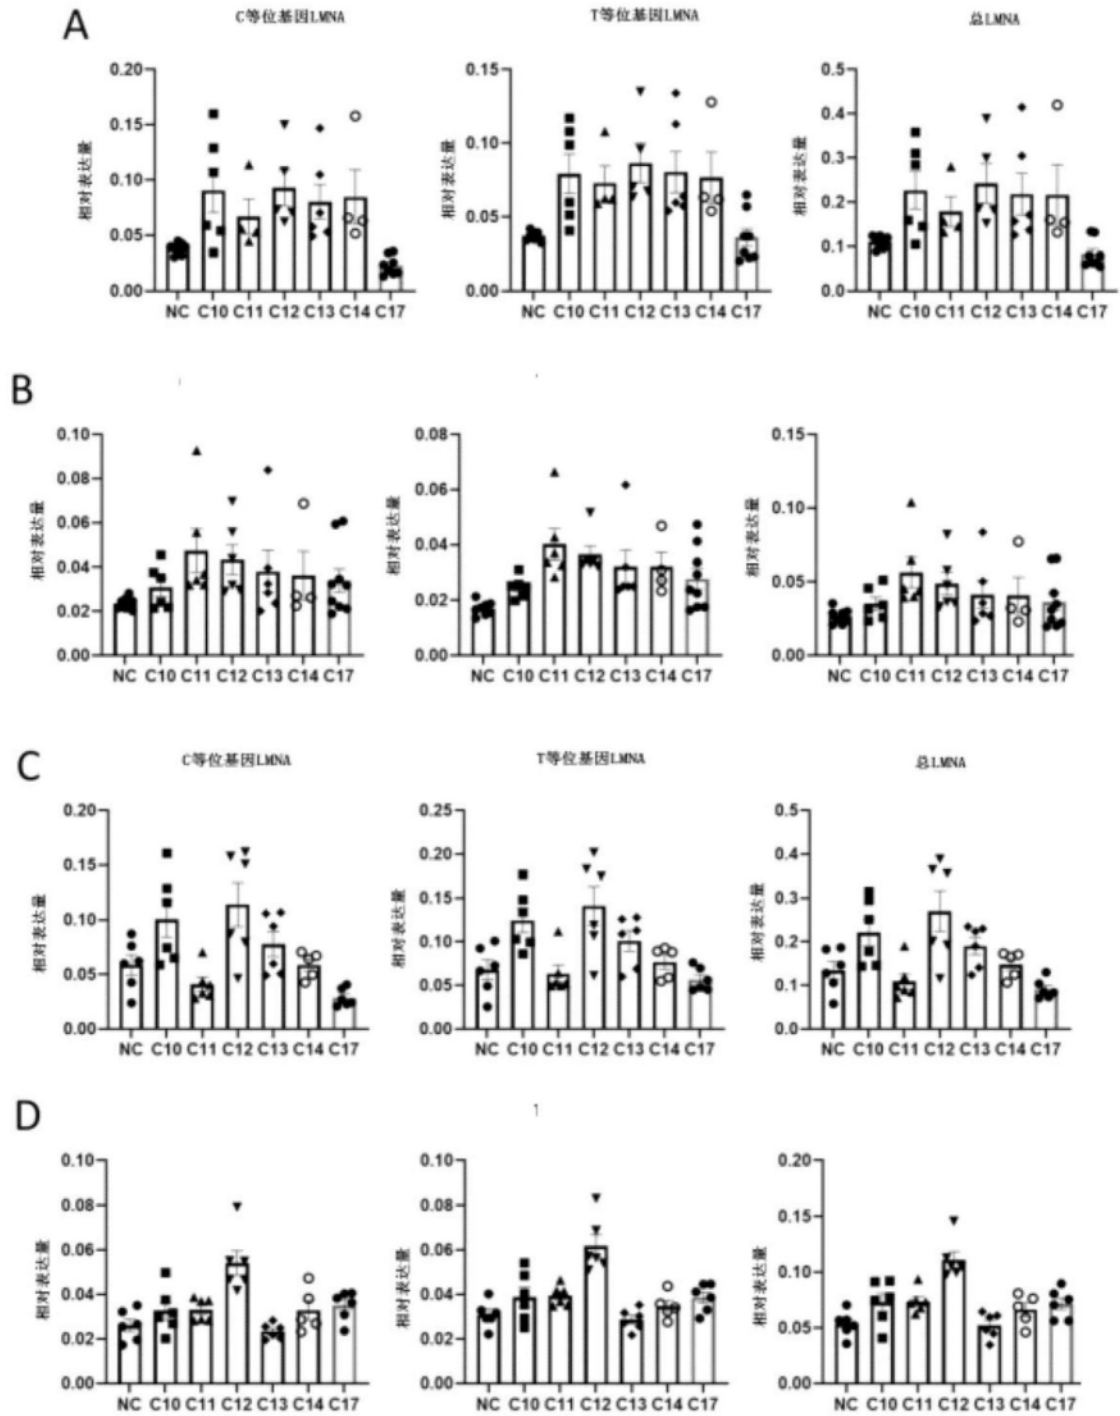 A
C等位基因LMNA T等位基因LMNA 总LMNA
相对表达量 相对表达量 相对表达量
0.20 0.15 0.5
0.15 0.10 0.4
0.10 0.05 0.3
0.05 0.00 0.2
0.00 0.1
0.0
NC C10 C11 C12 C13 C14 C17 NC C10 C11 C12 C13 C14 C17 NC C10 C11 C12 C13 C14 C17
B
相对表达量 相对表达量 相对表达量
0.10 0.08 0.15
0.08 0.06 0.10
0.06 0.04 0.05
0.04 0.02 0.00
0.02 0.00
0.00
NC C10 C11 C12 C13 C14 C17 NC C10 C11 C12 C13 C14 C17 NC C10 C11 C12 C13 C14 C17
C
C等位基因LMNA T等位基因LMNA 总LMNA
相对表达量 相对表达量 相对表达量
0.20 0.25 0.5
0.15 0.20 0.4
0.10 0.15 0.3
0.05 0.10 0.2
0.00 0.05 0.1
0.00 0.0
NC C10 C11 C12 C13 C14 C17 NC C10 C11 C12 C13 C14 C17 NC C10 C11 C12 C13 C14 C17
D
相对表达量 相对表达量 相对表达量
0.10 0.10 0.20
0.08 0.08 0.15
0.06 0.06 0.10
0.04 0.04 0.05
0.02 0.02 0.00
0.00 0.00
NC C10 C11 C12 C13 C14 C17 NC C10 C11 C12 C13 C14 C17 NC C10 C11 C12 C13 C14 C17